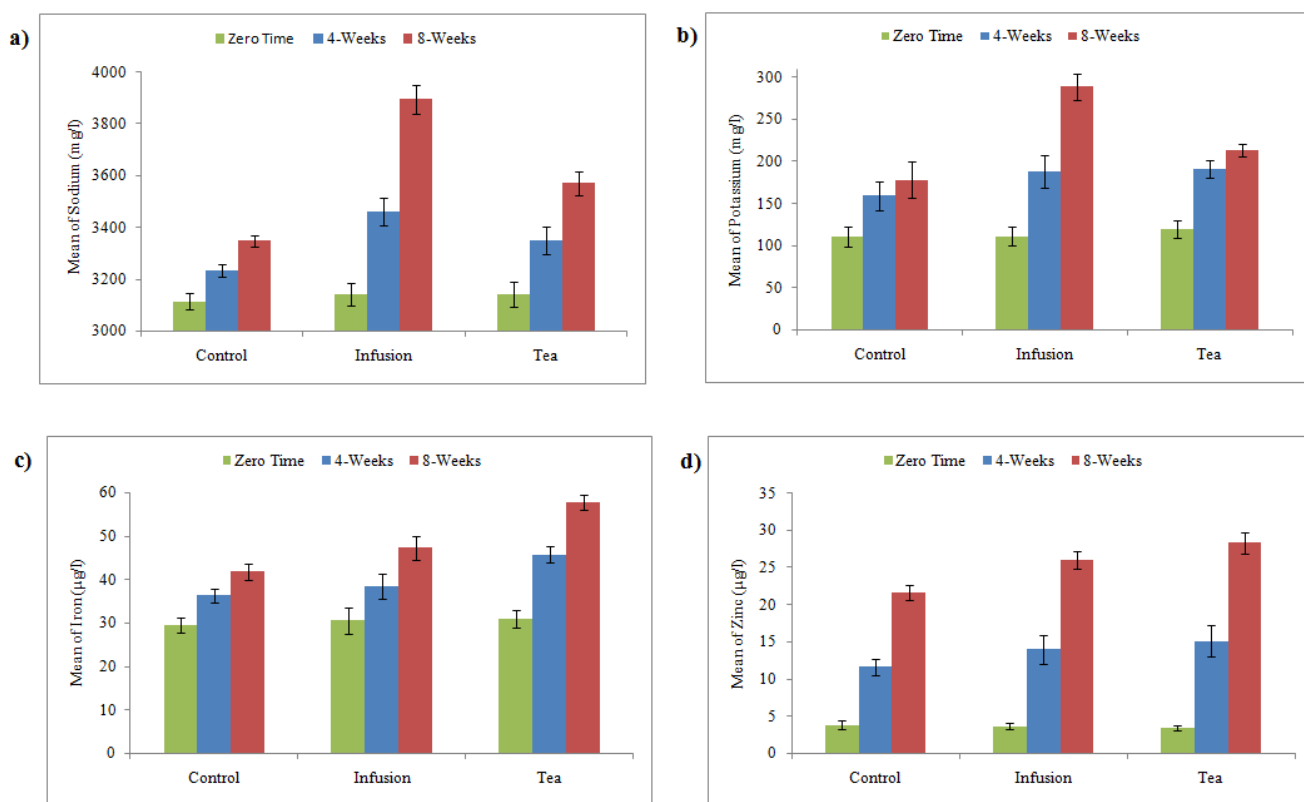 a)
Zero Time 4-Weeks 8-Weeks
Mean of Sodium (mg/l)
4000
3800
3600
3400
3200
3000
Control Infusion Tea
b)
Zero Time 4-Weeks 8-Weeks
Mean of Potassium (mg/l)
300
250
200
150
100
50
0
Control Infusion Tea
c)
Zero Time 4-Weeks 8-Weeks
Mean of Iron (µg/l)
60
50
40
30
20
10
0
Control Infusion Tea
d)
Zero Time 4-Weeks 8-Weeks
Mean of Zinc (µg/l)
35
30
25
20
15
10
5
0
Control Infusion Tea